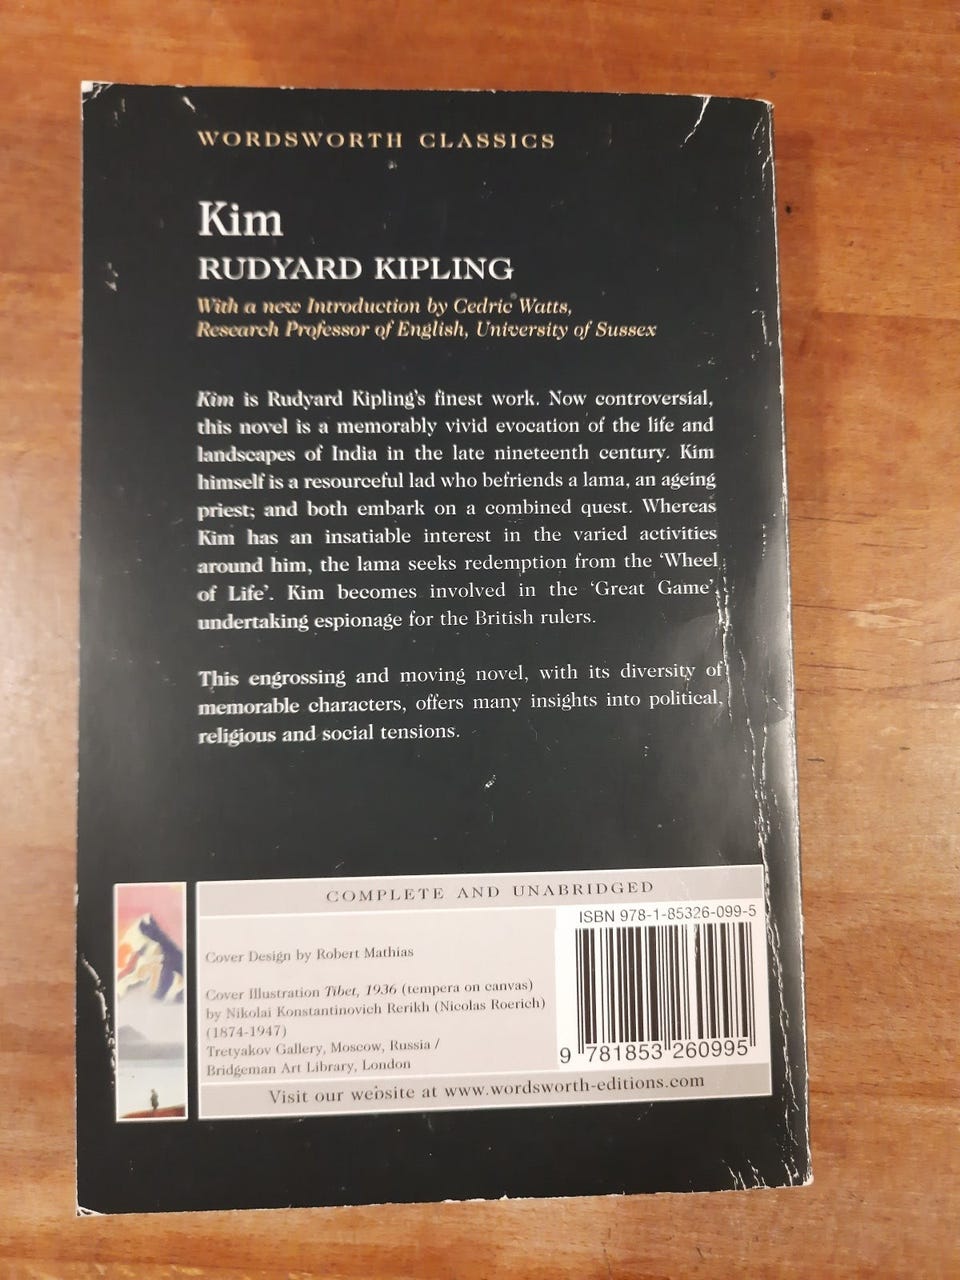 WORDSWORTH CLASSICS
Kim
RUDYARD KIPLING
With a new Introduction by Cedric Watts,
Research Professor of English, University of Sussex
Kim is Rudyard Kipling's finest work. Now controversial,
this novel is a memorably vivid evocation of the life and
landscapes of India in the late nineteenth century. Kim
himself is a resourceful lad who befriends a lama, an ageing
priest; and both embark on a combined quest. Whereas
Kim has an insatiable interest in the varied activities
around him, the lama seeks redemption from the ‘Wheel
of Life’. Kim becomes involved in the ‘Great Game’,
undertaking espionage for the British rulers.
This engrossing and moving novel, with its diversity of
memorable characters, offers many insights into political,
religious and social tensions.
COMPLETE AND UNABRIDGED
ISBN 978-1-85326-099-5
Cover Design by Robert Mathias
Cover Illustration Tibet, 1936 (tempera on canvas)
by Nikolai Konstantinovich Rerikh (Nicolas Roerich)
(1874-1947)
Tretyakov Gallery, Moscow, Russia /
Bridgeman Art Library, London
9 781853 260995
Visit our website at www.wordsworth-editions.com